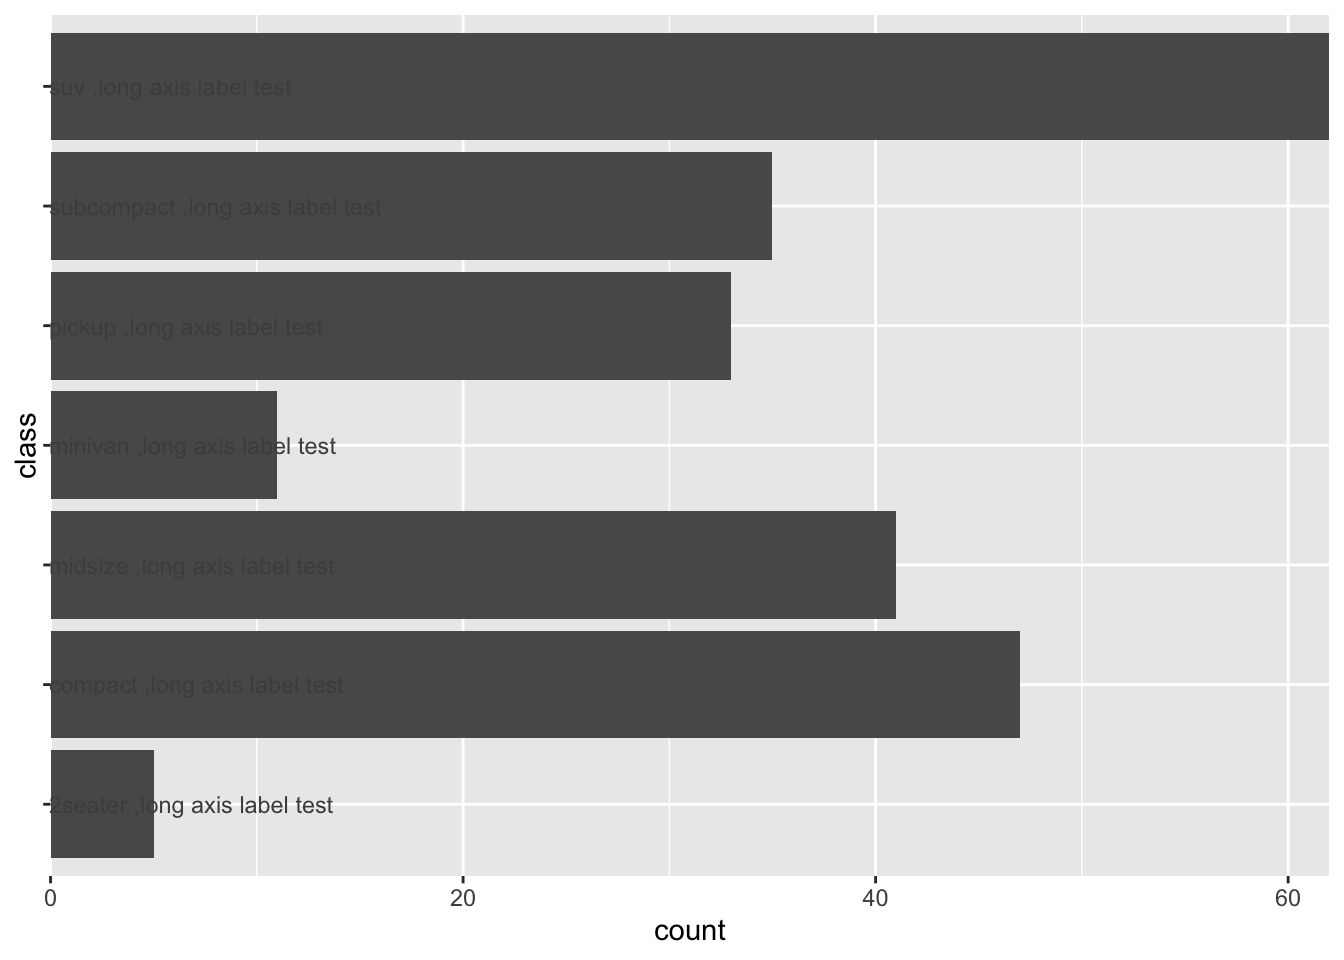 suv ,long axis label test
subcompact ,long axis label test
pickup ,long axis label test
minivan ,long axis label test
midsize ,long axis label test
compact ,long axis label test
2seater ,long axis label test
class
0 20 40 60
count